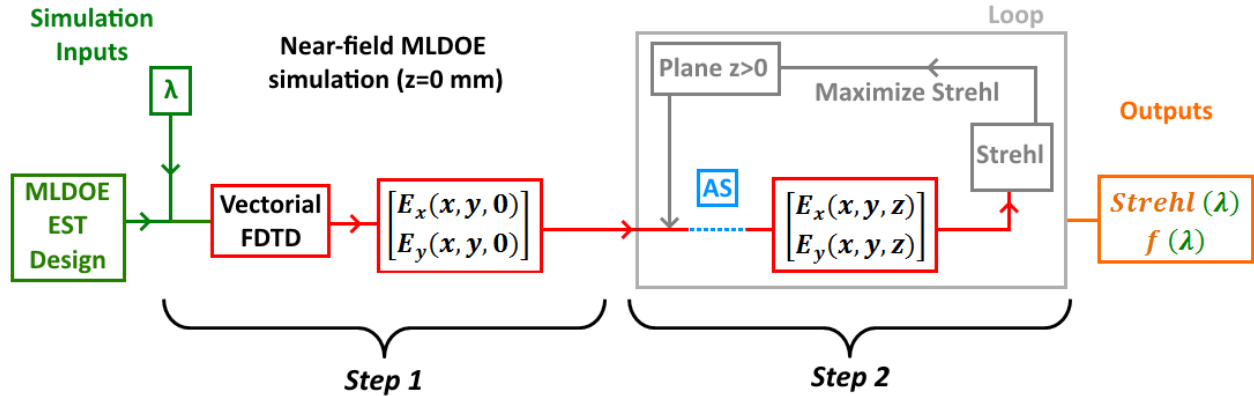 Simulation
Inputs
λ
MLDOE
EST
Design
Near-field MLDOE
simulation (z=0 mm)
Vectorial
FDTD
[E_x(x, y, 0)]
[E_y(x, y, 0)]
Step 1
Loop
Plane z>0
Maximize Strehl
Strehl
AS
[E_x(x, y, z)]
[E_y(x, y, z)]
Step 2
Outputs
Strehl (λ)
f (λ)